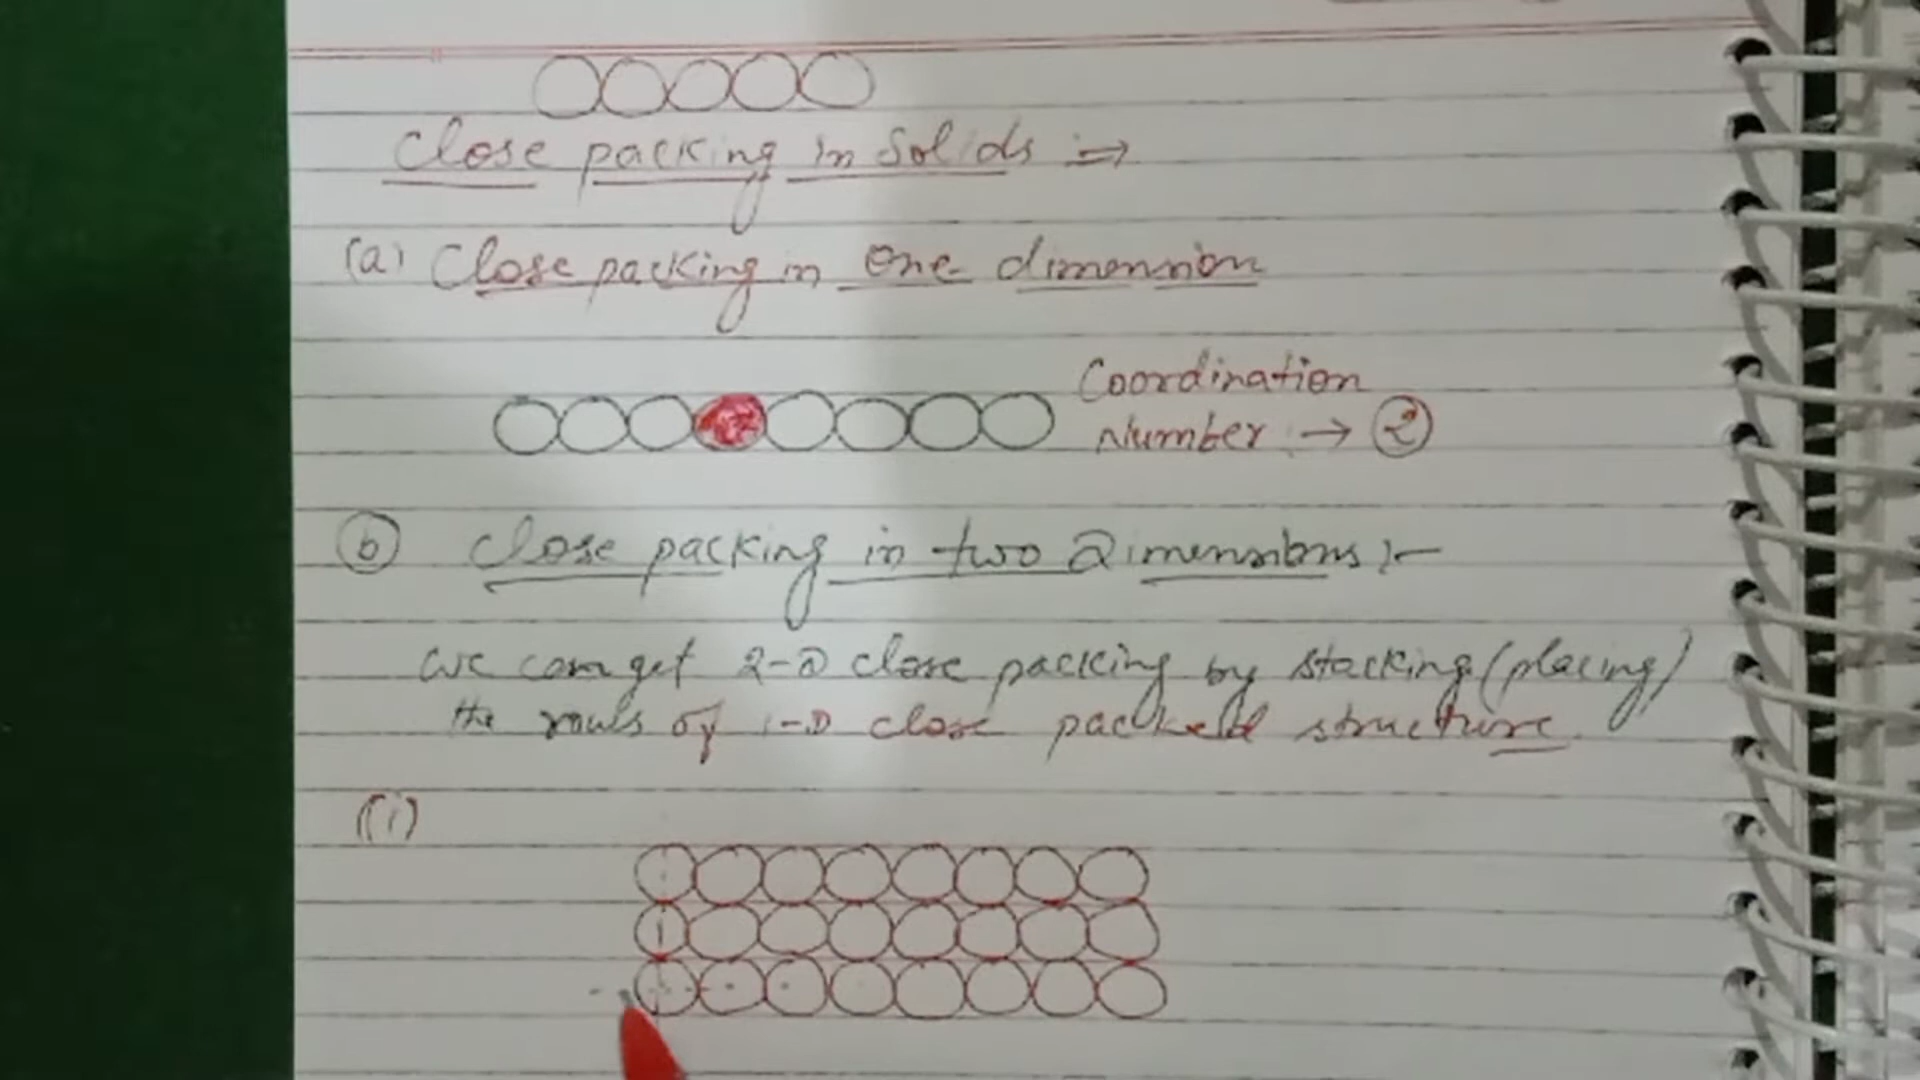 Close packing in Solids ⇒
(a) Close packing in One dimension
Coordination
Number → 2
(b) Close packing in two Dimensions :-
we can get 2-D close packing by stacking (placing)
the rows of 1-D close packed structure.
(i)